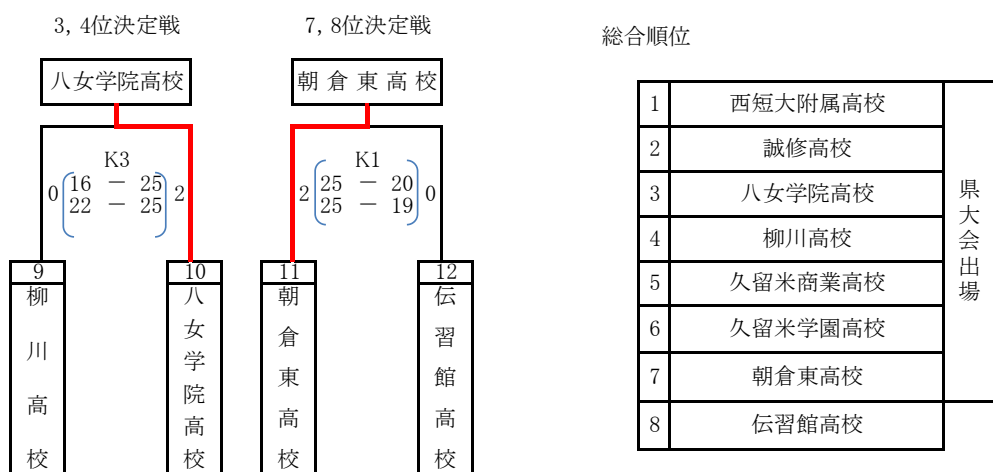 3, 4位決定戦
八女学院高校
K3
0 16 － 25 2
22 － 25
9
柳川高校
10
八女学院高校
7, 8位決定戦
朝倉東高校
K1
2 25 － 20 0
25 － 19
11
朝倉東高校
12
伝習館高校
総合順位
1 西短大附属高校
2 誠修高校
3 八女学院高校
4 柳川高校
5 久留米商業高校
6 久留米学園高校
7 朝倉東高校
8 伝習館高校
県大会出場